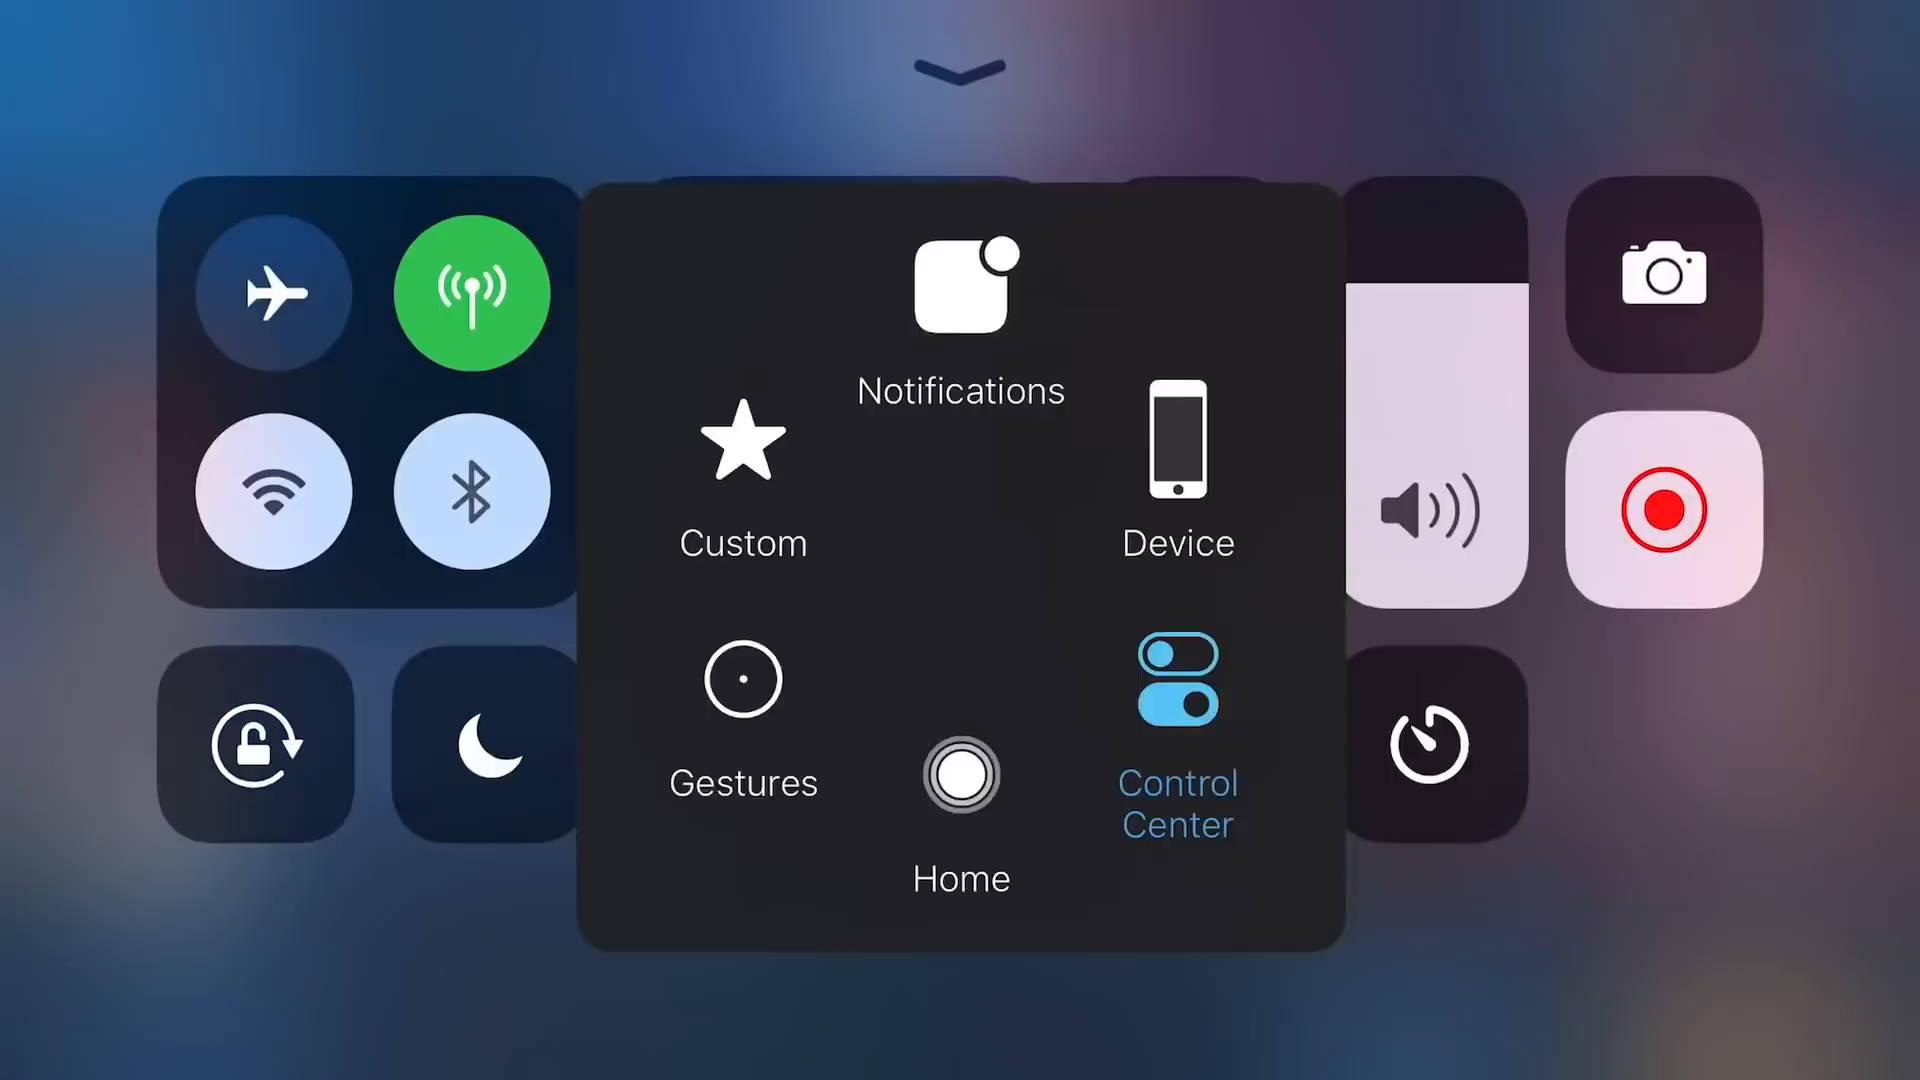 Notifications
Custom
Device
Gestures
Control
Center
Home